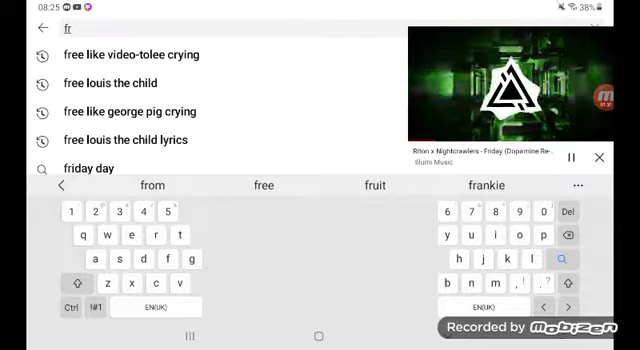 08:25
38%
fr
free like video-tolee crying
free louis the child
free like george pig crying
free louis the child lyrics
friday day
Riton x Nightcrawlers - Friday (Dopamine Re-..
Illumi Music
from free fruit frankie
1 2 3 4 5 6 7 8 9 0 Del
q w e r t y u i o p
a s d f g h j k l
z x c v b n m , ! . ?
Ctrl !#1 EN(UK) EN(UK)
Recorded by Mobizen